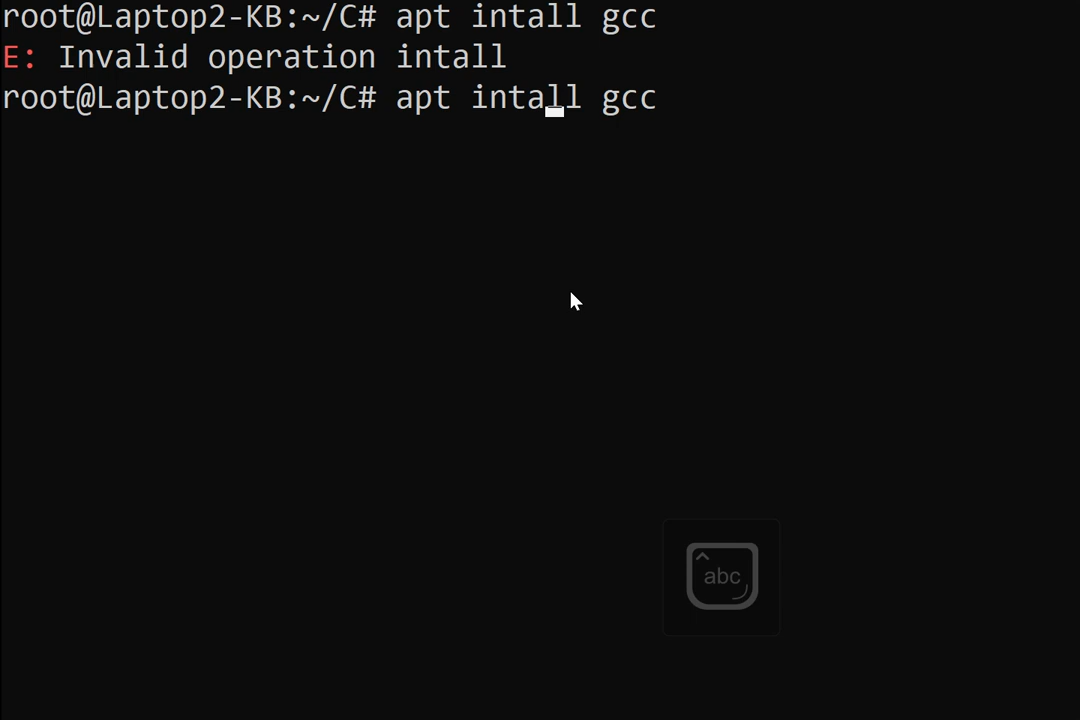 root@Laptop2-KB:~/C# apt intall gcc
E: Invalid operation intall
root@Laptop2-KB:~/C# apt intall gcc
abc